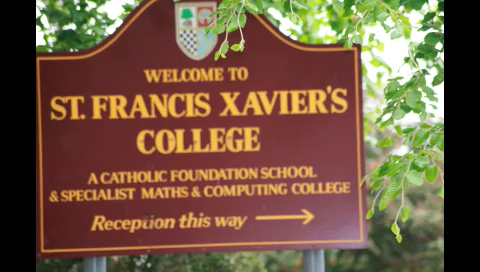 WELCOME TO
ST. FRANCIS XAVIER'S
COLLEGE
A CATHOLIC FOUNDATION SCHOOL
& SPECIALIST MATHS & COMPUTING COLLEGE
Reception this way